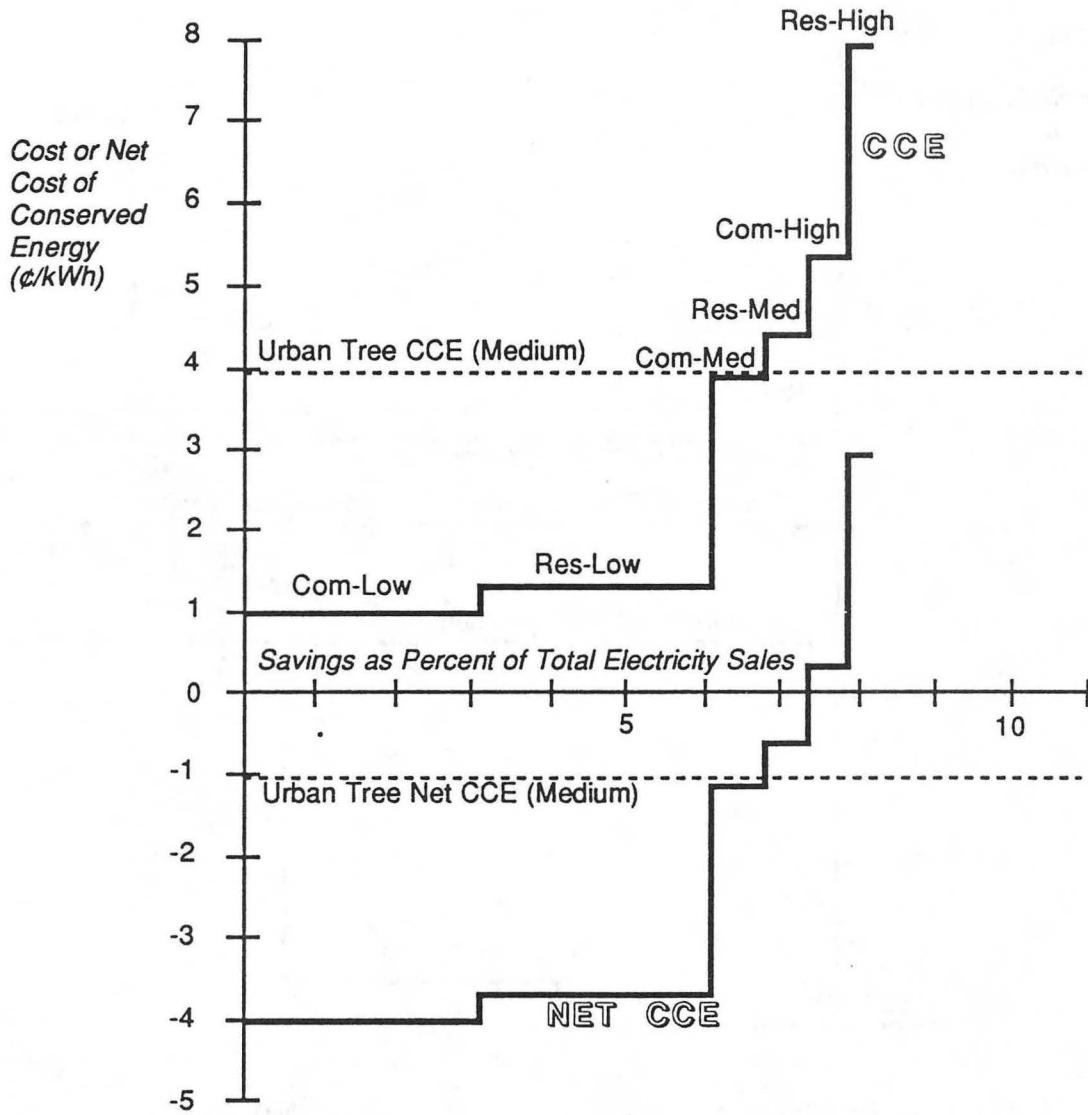 8
Res-High
7
CCE
Cost or Net
Cost of
Conserved
Energy
(¢/kWh)
6
Com-High
5
Res-Med
Urban Tree CCE (Medium)
Com-Med
4
3
2
Com-Low
Res-Low
1
Savings as Percent of Total Electricity Sales
0
5
10
-1
Urban Tree Net CCE (Medium)
-2
-3
-4
NET CCE
-5